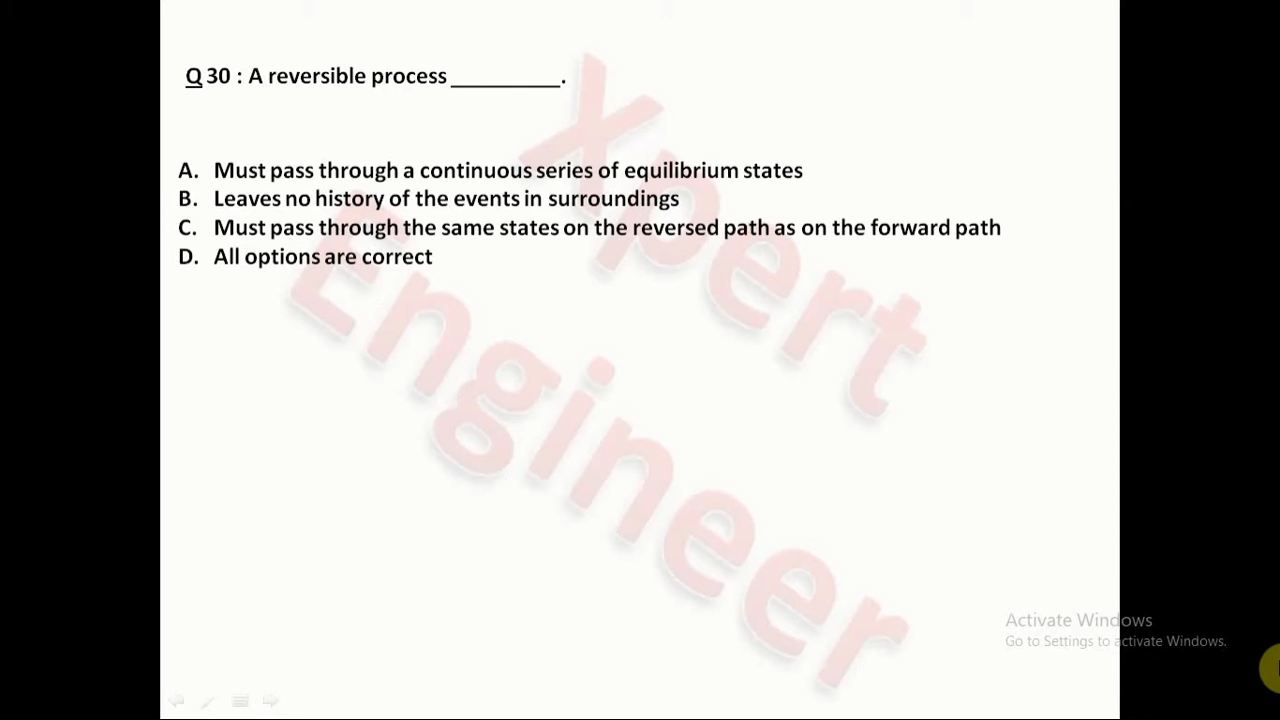 Q 30 : A reversible process __________.
A. Must pass through a continuous series of equilibrium states
B. Leaves no history of the events in surroundings
C. Must pass through the same states on the reversed path as on the forward path
D. All options are correct
Xpert
Engineer
Activate Windows
Go to Settings to activate Windows.